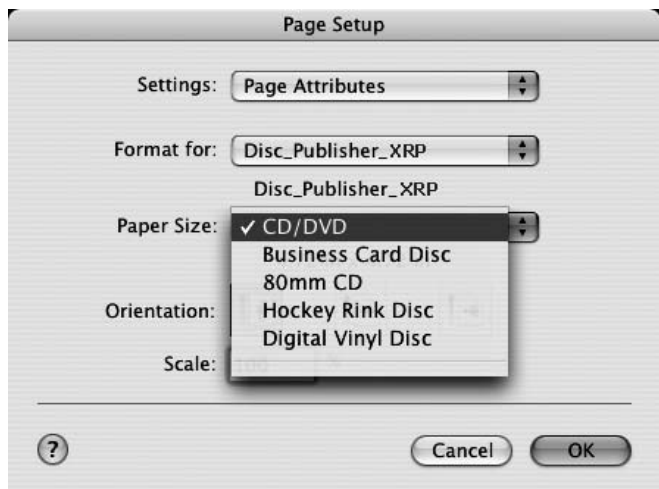 Page Setup
Settings: Page Attributes
Format for: Disc_Publisher_XRP
Disc_Publisher_XRP
Paper Size: ✓ CD/DVD
Business Card Disc
80mm CD
Hockey Rink Disc
Orientation:
Digital Vinyl Disc
Scale: 100 %
? Cancel OK